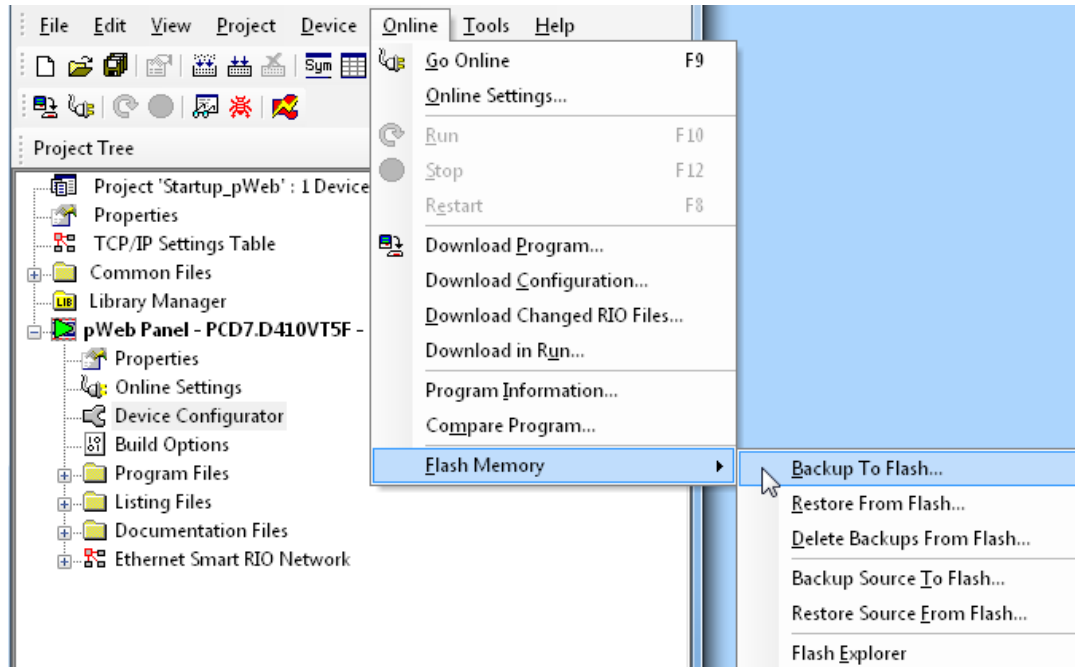 File Edit View Project Device Online Tools Help
Sym
Project Tree
Project 'Startup_pWeb' : 1 Device
Properties
TCP/IP Settings Table
Common Files
LIB Library Manager
pWeb Panel - PCD7.D410VT5F -
Properties
Online Settings
Device Configurator
Build Options
Program Files
Listing Files
Documentation Files
Ethernet Smart RIO Network
Go Online F9
Online Settings...
Run F10
Stop F12
Restart F8
Download Program...
Download Configuration...
Download Changed RIO Files...
Download in Run...
Program Information...
Compare Program...
Flash Memory
Backup To Flash...
Restore From Flash...
Delete Backups From Flash...
Backup Source To Flash...
Restore Source From Flash...
Flash Explorer